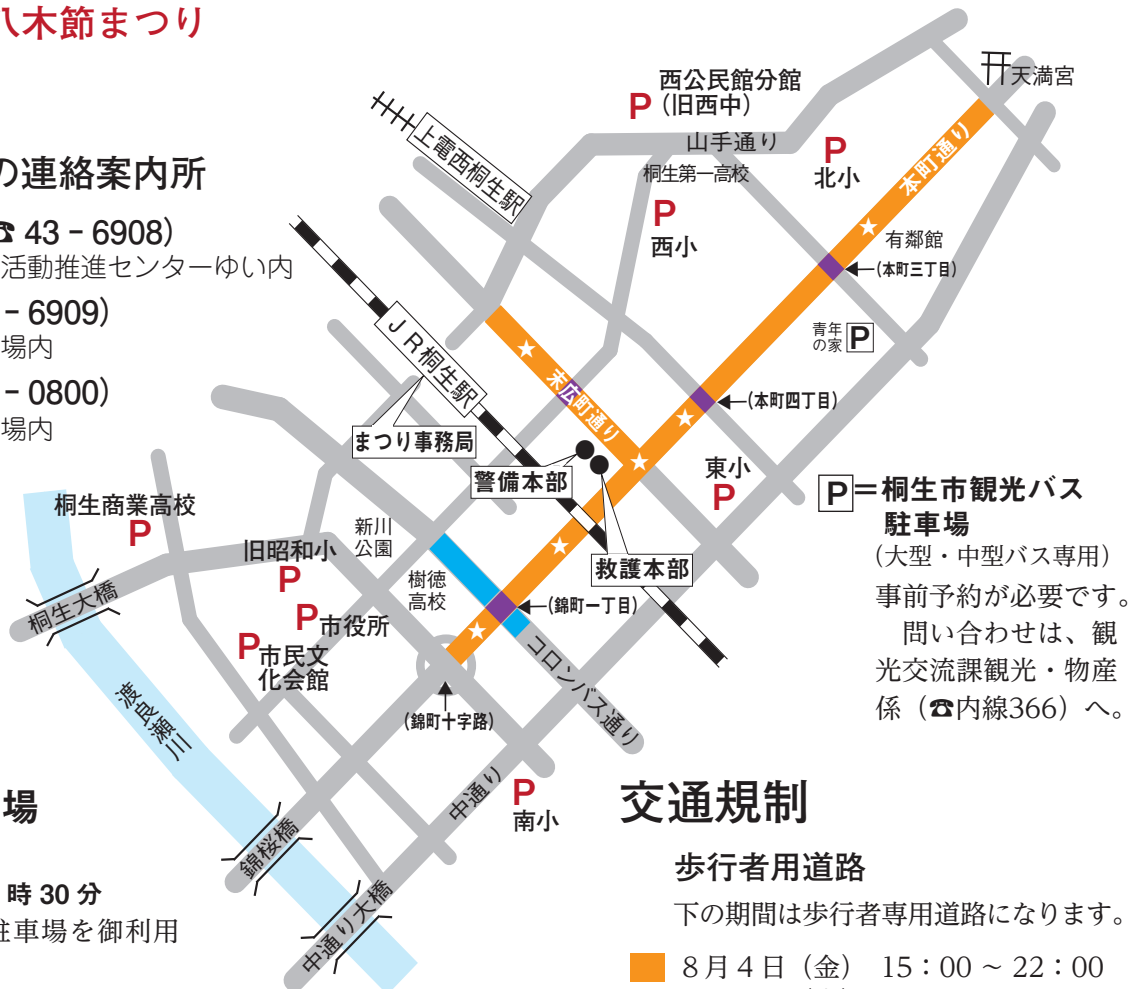 八木節まつり
の連絡案内所
☎ 43－6908）
活動推進センターゆい内
－6909）
場内
－0800）
場内
天満宮
西公民館分館
P（旧西中）
上電西桐生駅
山手通り
本町通り
P
北小
桐生第一高校
P
西小
有鄰館
（本町三丁目）
青年
の家 P
ＪＲ桐生駅
末広町通り
（本町四丁目）
まつり事務局
警備本部
東小
P
救護本部
桐生商業高校
P
新川
公園
旧昭和小
P
樹徳
高校
（錦町一丁目）
桐生大橋
P市役所
P市民文
化会館
コロンバス通り
渡良瀬川
（錦町十字路）
中通り
P
南小
錦桜橋
中通り大橋
P＝桐生市観光バス
駐車場
（大型・中型バス専用）
事前予約が必要です。
問い合わせは、観
光交流課観光・物産
係（☎内線366）へ。
場
時 30 分
駐車場を御利用
交通規制
歩行者用道路
下の期間は歩行者専用道路になります。
８月４日（金） 15：00 ～ 22：00